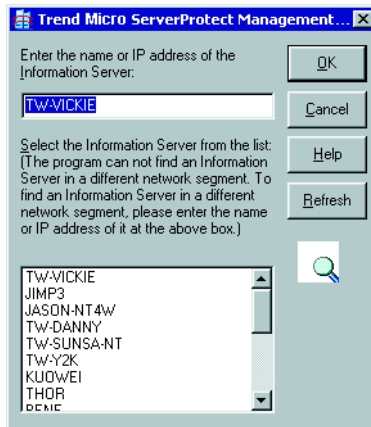 Trend Micro ServerProtect Management...
Enter the name or IP address of the
Information Server:
TW-VICKIE
OK
Cancel
Help
Refresh
Select the Information Server from the list:
(The program can not find an Information
Server in a different network segment. To
find an Information Server in a different
network segment, please enter the name
or IP address of it at the above box.)
TW-VICKIE
JIMP3
JASON-NT4W
TW-DANNY
TW-SUNSA-NT
TW-Y2K
KUOWEI
THOR